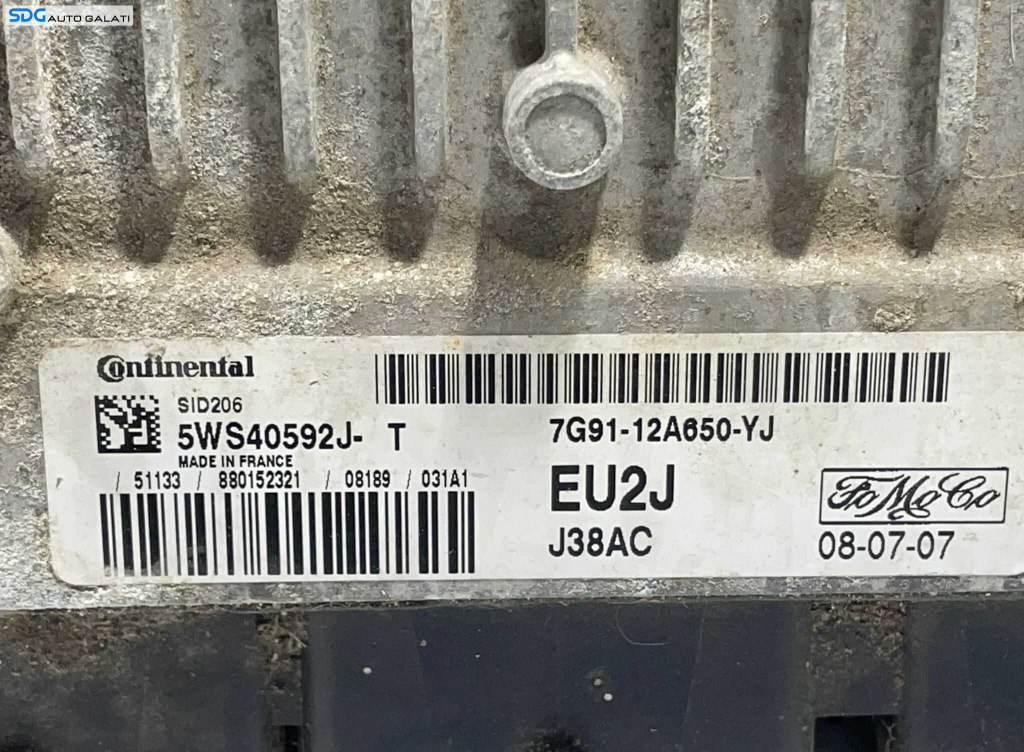 SDG AUTO GALATI
Continental
SID206
5WS40592J- T
MADE IN FRANCE
/ 51133 / 880152321 / 08189 / 031A1
7G91-12A650-YJ
EU2J
J38AC
FoMoCo
08-07-07